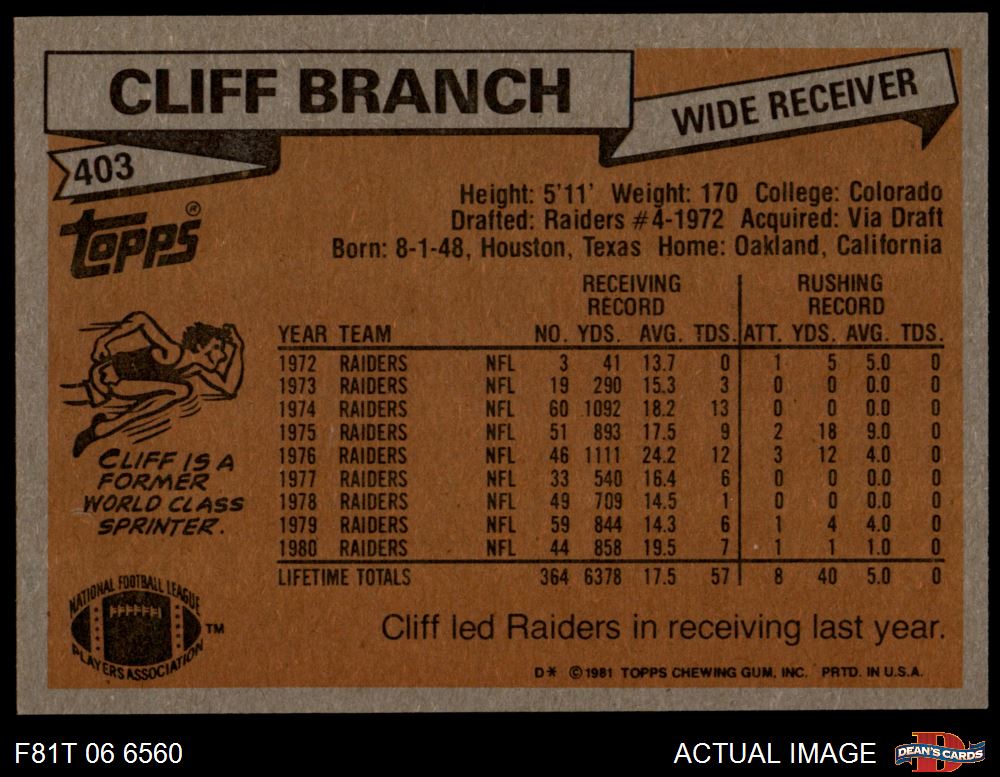 CLIFF BRANCH
WIDE RECEIVER
403
TOPPS®
Height: 5'11' Weight: 170 College: Colorado
Drafted: Raiders #4-1972 Acquired: Via Draft
Born: 8-1-48, Houston, Texas Home: Oakland, California
RECEIVING RECORD RUSHING RECORD
YEAR TEAM NO. YDS. AVG. TDS. ATT. YDS. AVG. TDS.
1972 RAIDERS NFL 3 41 13.7 0 1 5 5.0 0
1973 RAIDERS NFL 19 290 15.3 3 0 0 0.0 0
1974 RAIDERS NFL 60 1092 18.2 13 0 0 0.0 0
1975 RAIDERS NFL 51 893 17.5 9 2 18 9.0 0
1976 RAIDERS NFL 46 1111 24.2 12 3 12 4.0 0
1977 RAIDERS NFL 33 540 16.4 6 0 0 0.0 0
1978 RAIDERS NFL 49 709 14.5 1 0 0 0.0 0
1979 RAIDERS NFL 59 844 14.3 6 1 4 4.0 0
1980 RAIDERS NFL 44 858 19.5 7 1 1 1.0 0
LIFETIME TOTALS 364 6378 17.5 57 8 40 5.0 0
CLIFF IS A
FORMER
WORLD CLASS
SPRINTER.
NATIONAL FOOTBALL LEAGUE
PLAYERS ASSOCIATION
TM
Cliff led Raiders in receiving last year.
D* ©1981 TOPPS CHEWING GUM, INC. PRTD. IN U.S.A.
F81T 06 6560
ACTUAL IMAGE
D
DEAN'S CARDS